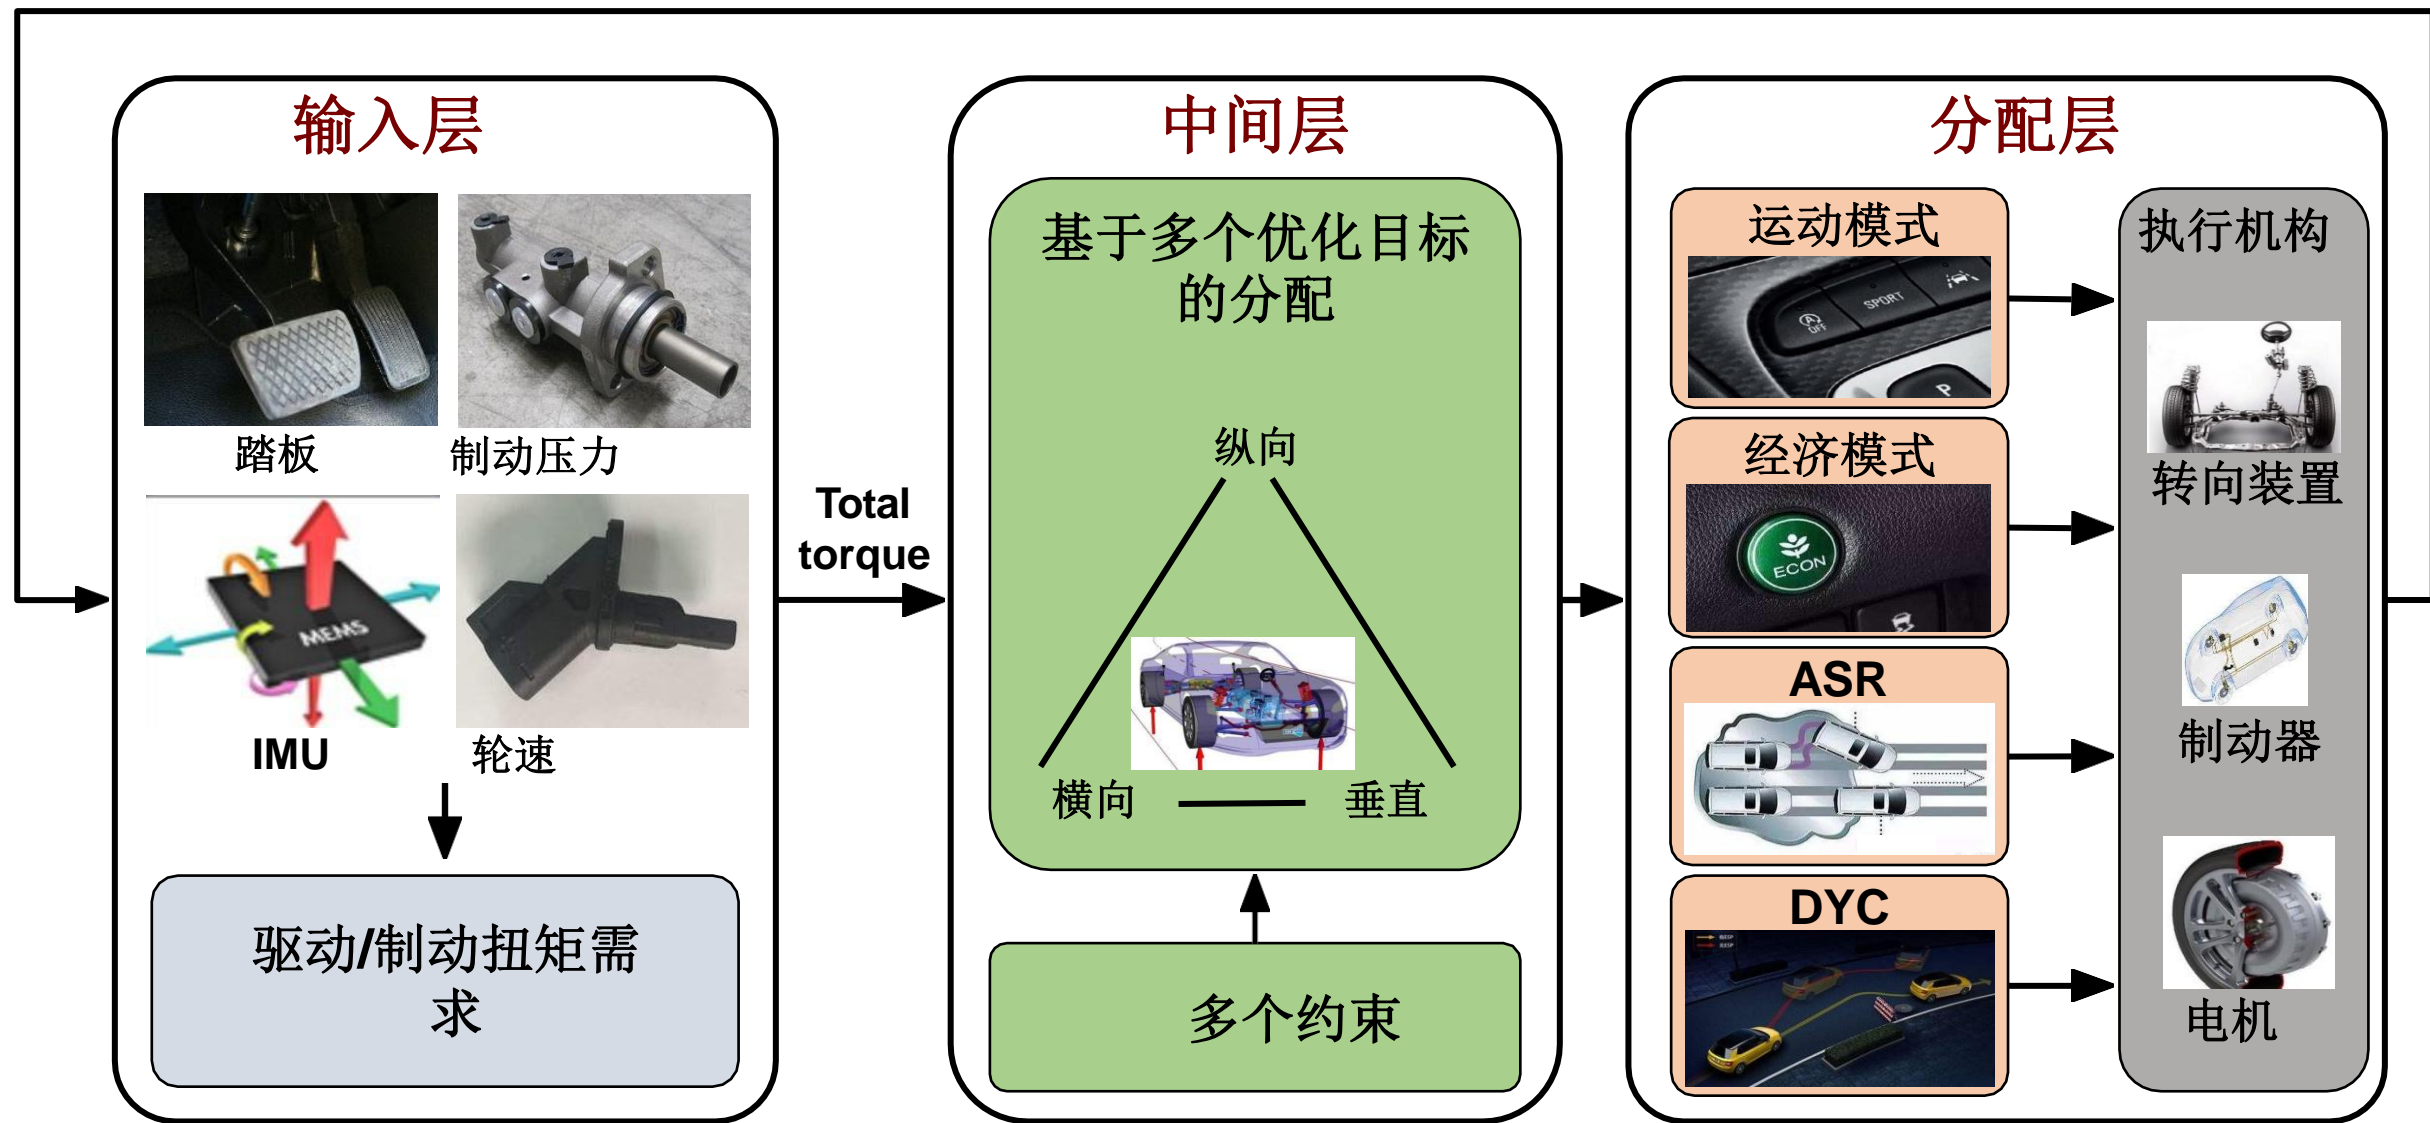 输入层
踏板
制动压力
MEMS
IMU
轮速
驱动/制动扭矩需
求
Total
torque
中间层
基于多个优化目标
的分配
纵向
横向
垂直
多个约束
分配层
运动模式
A
OFF
SPORT
P
经济模式
ECON
ASR
DYC
执行机构
转向装置
制动器
电机